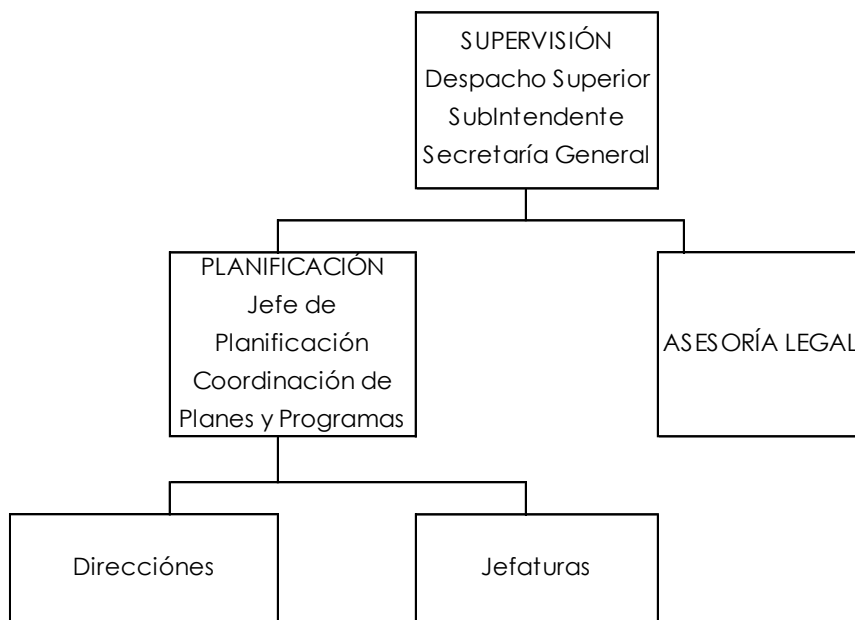 SUPERVISIÓN
Despacho Superior
SubIntendente
Secretaría General
PLANIFICACIÓN
Jefe de
Planificación
Coordinación de
Planes y Programas
ASESORÍA LEGAL
Direcciónes
Jefaturas